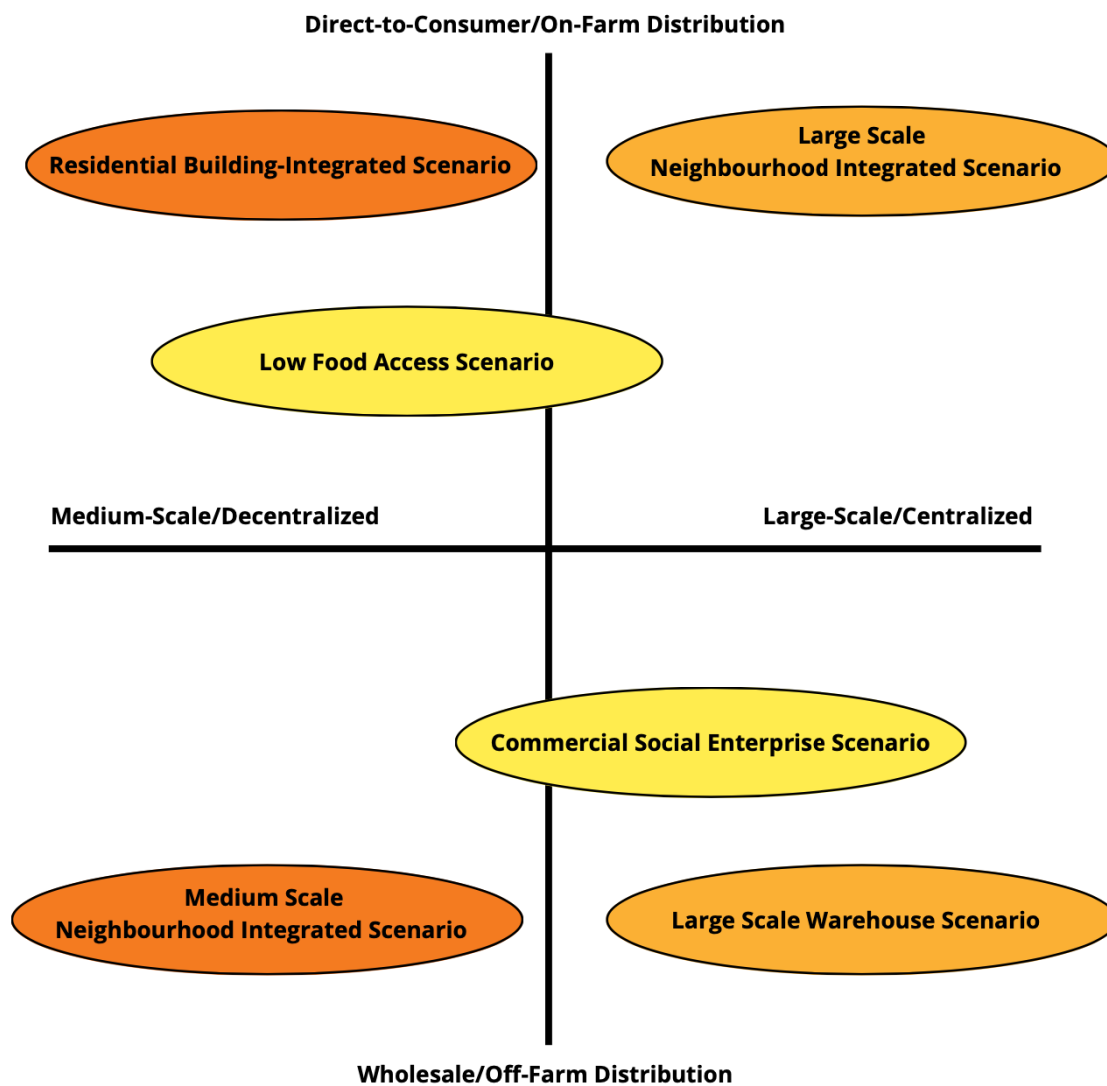 Direct-to-Consumer/On-Farm Distribution
Residential Building-Integrated Scenario
Large Scale
Neighbourhood Integrated Scenario
Low Food Access Scenario
Medium-Scale/Decentralized
Large-Scale/Centralized
Commercial Social Enterprise Scenario
Medium Scale
Neighbourhood Integrated Scenario
Large Scale Warehouse Scenario
Wholesale/Off-Farm Distribution